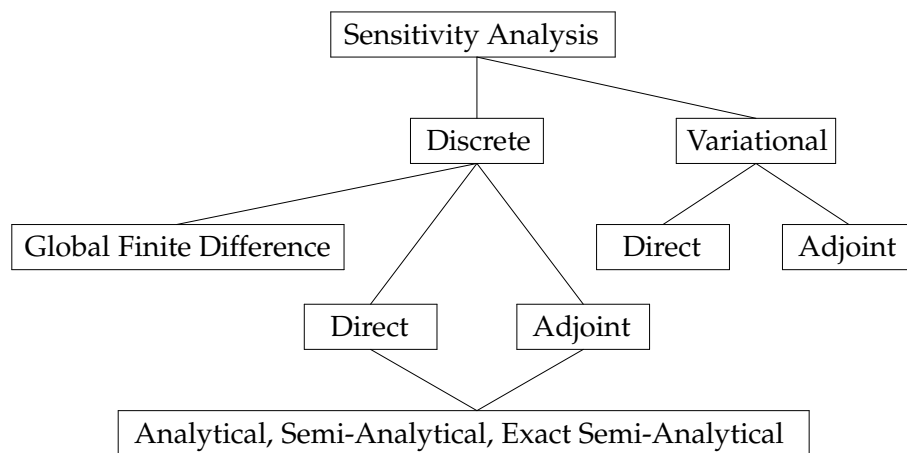 Sensitivity Analysis
Discrete
Variational
Global Finite Difference
Direct
Adjoint
Direct
Adjoint
Analytical, Semi-Analytical, Exact Semi-Analytical